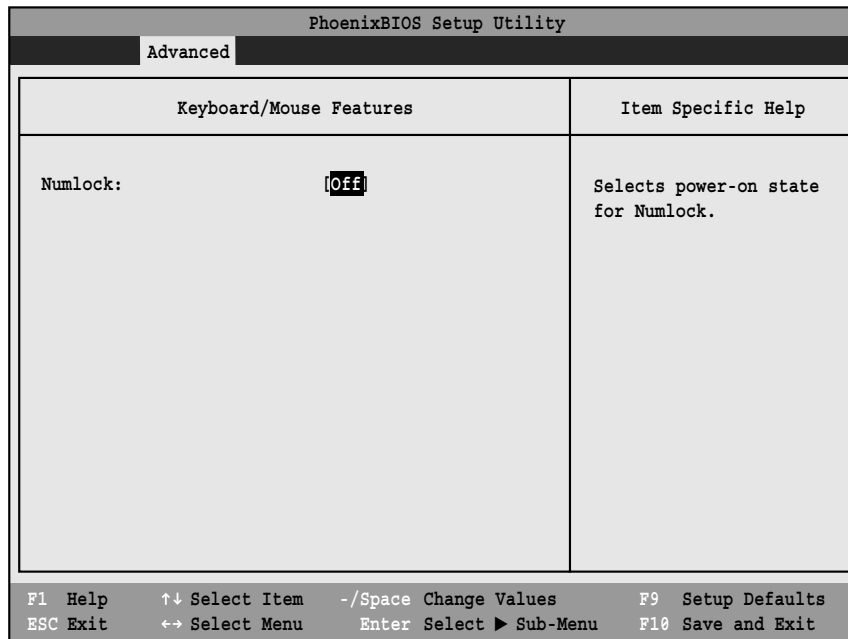 PhoenixBIOS Setup Utility
Advanced
Keyboard/Mouse Features
Item Specific Help
Numlock: [Off]
Selects power-on state
for Numlock.
F1 Help ↑↓ Select Item -/Space Change Values F9 Setup Defaults
ESC Exit ←→ Select Menu Enter Select ▶ Sub-Menu F10 Save and Exit